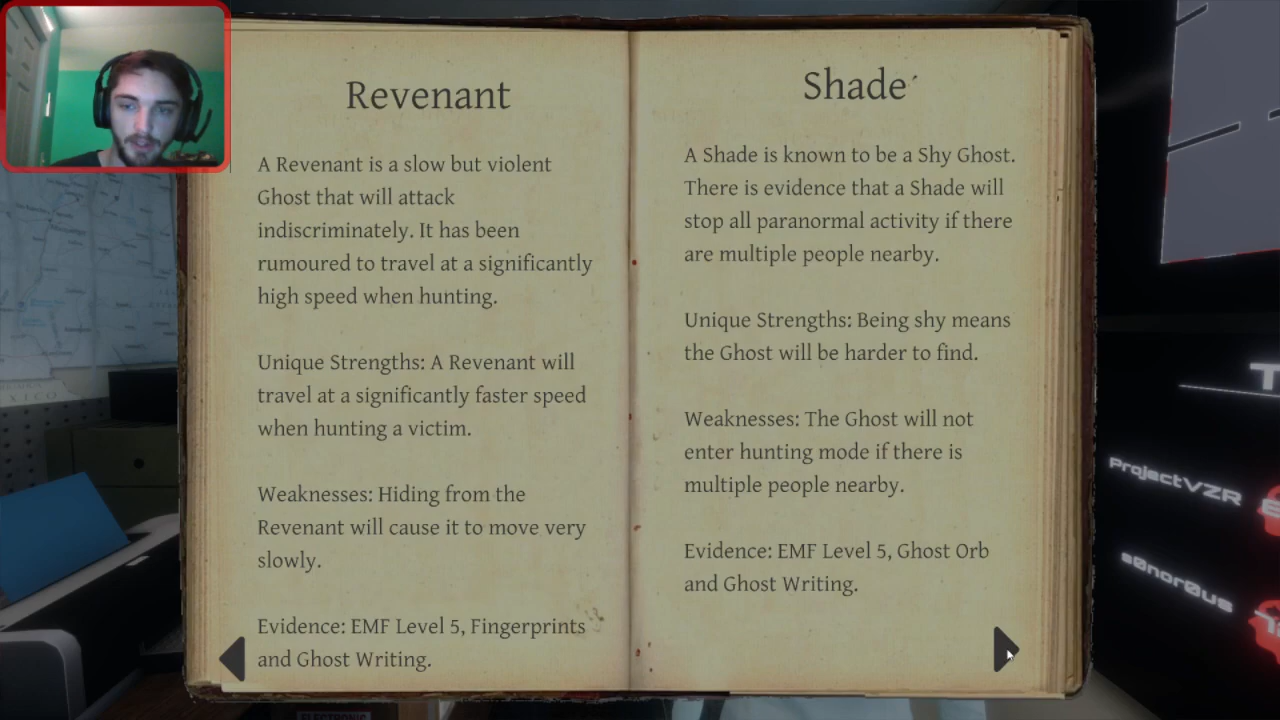 Revenant
A Revenant is a slow but violent
Ghost that will attack
indiscriminately. It has been
rumoured to travel at a significantly
high speed when hunting.
Unique Strengths: A Revenant will
travel at a significantly faster speed
when hunting a victim.
Weaknesses: Hiding from the
Revenant will cause it to move very
slowly.
Evidence: EMF Level 5, Fingerprints
and Ghost Writing.
Shade
A Shade is known to be a Shy Ghost.
There is evidence that a Shade will
stop all paranormal activity if there
are multiple people nearby.
Unique Strengths: Being shy means
the Ghost will be harder to find.
Weaknesses: The Ghost will not
enter hunting mode if there is
multiple people nearby.
Evidence: EMF Level 5, Ghost Orb
and Ghost Writing.
ProjectVZR
s0nor0us